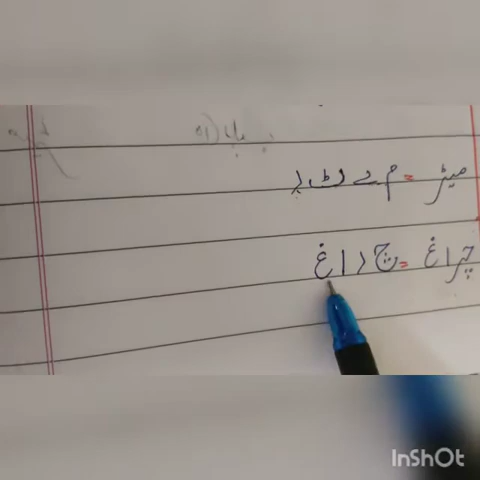 میٹر = م ے ٹ ر
چراغ = چ ر ا غ
InShOt